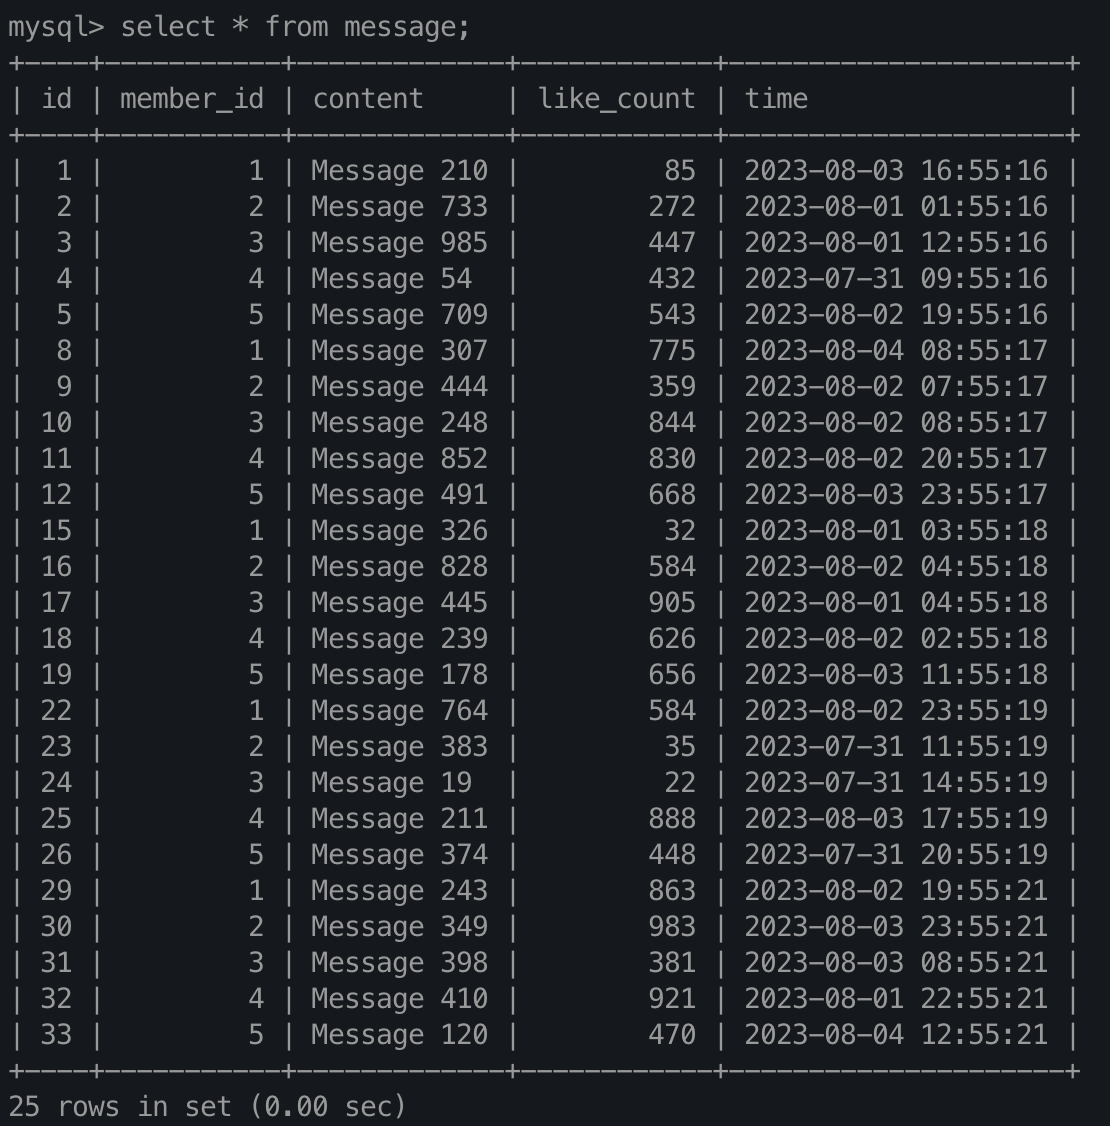 mysql> select * from message;
+----+-----------+-------------+------------+---------------------+
| id | member_id | content     | like_count | time                |
+----+-----------+-------------+------------+---------------------+
|  1 |         1 | Message 210 |         85 | 2023-08-03 16:55:16 |
|  2 |         2 | Message 733 |        272 | 2023-08-01 01:55:16 |
|  3 |         3 | Message 985 |        447 | 2023-08-01 12:55:16 |
|  4 |         4 | Message 54  |        432 | 2023-07-31 09:55:16 |
|  5 |         5 | Message 709 |        543 | 2023-08-02 19:55:16 |
|  8 |         1 | Message 307 |        775 | 2023-08-04 08:55:17 |
|  9 |         2 | Message 444 |        359 | 2023-08-02 07:55:17 |
| 10 |         3 | Message 248 |        844 | 2023-08-02 08:55:17 |
| 11 |         4 | Message 852 |        830 | 2023-08-02 20:55:17 |
| 12 |         5 | Message 491 |        668 | 2023-08-03 23:55:17 |
| 15 |         1 | Message 326 |         32 | 2023-08-01 03:55:18 |
| 16 |         2 | Message 828 |        584 | 2023-08-02 04:55:18 |
| 17 |         3 | Message 445 |        905 | 2023-08-01 04:55:18 |
| 18 |         4 | Message 239 |        626 | 2023-08-02 02:55:18 |
| 19 |         5 | Message 178 |        656 | 2023-08-03 11:55:18 |
| 22 |         1 | Message 764 |        584 | 2023-08-02 23:55:19 |
| 23 |         2 | Message 383 |         35 | 2023-07-31 11:55:19 |
| 24 |         3 | Message 19  |         22 | 2023-07-31 14:55:19 |
| 25 |         4 | Message 211 |        888 | 2023-08-03 17:55:19 |
| 26 |         5 | Message 374 |        448 | 2023-07-31 20:55:19 |
| 29 |         1 | Message 243 |        863 | 2023-08-02 19:55:21 |
| 30 |         2 | Message 349 |        983 | 2023-08-03 23:55:21 |
| 31 |         3 | Message 398 |        381 | 2023-08-03 08:55:21 |
| 32 |         4 | Message 410 |        921 | 2023-08-01 22:55:21 |
| 33 |         5 | Message 120 |        470 | 2023-08-04 12:55:21 |
+----+-----------+-------------+------------+---------------------+
25 rows in set (0.00 sec)